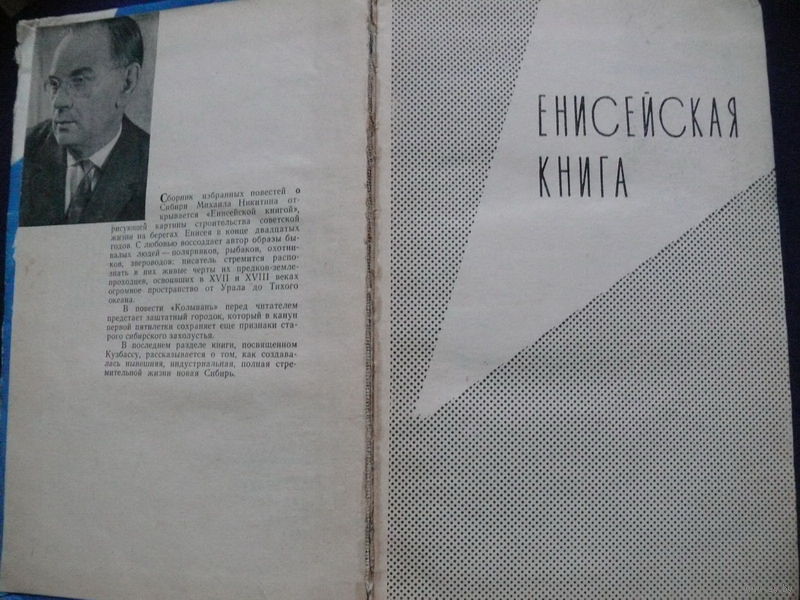 Сборник избранных повестей о
Сибири Михаила Никитина от-
крывается «Енисейской книгой»,
рисующей картины строительства советской
жизни на берегах Енисея в конце двадцатых
годов. С любовью воссоздает автор образы бы-
валых людей — полярников, рыбаков, охотни-
ков, звероводов: писатель стремится распо-
знать в них живые черты их предков-земле-
проходцев, освоивших в XVII и XVIII веках
огромное пространство от Урала до Тихого
океана.
В повести «Колывань» перед читателем
предстает заштатный городок, который в канун
первой пятилетки сохраняет еще признаки ста-
рого сибирского захолустья.
В последнем разделе книги, посвященном
Кузбассу, рассказывается о том, как создава-
лась нынешняя, индустриальная, полная стре-
мительной жизни новая Сибирь.
ЕНИСЕЙСКАЯ
КНИГА